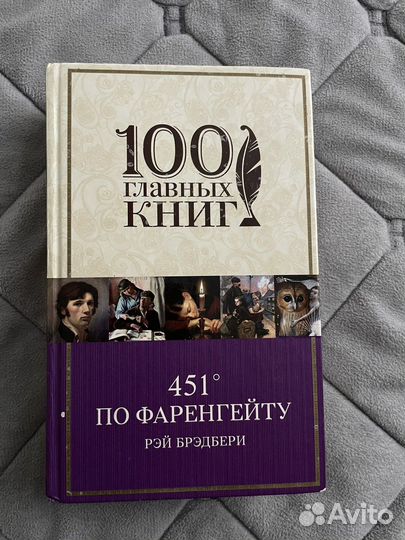 100
ГЛАВНЫХ
КНИГ
451°
ПО ФАРЕНГЕЙТУ
РЭЙ БРЭДБЕРИ
Avito